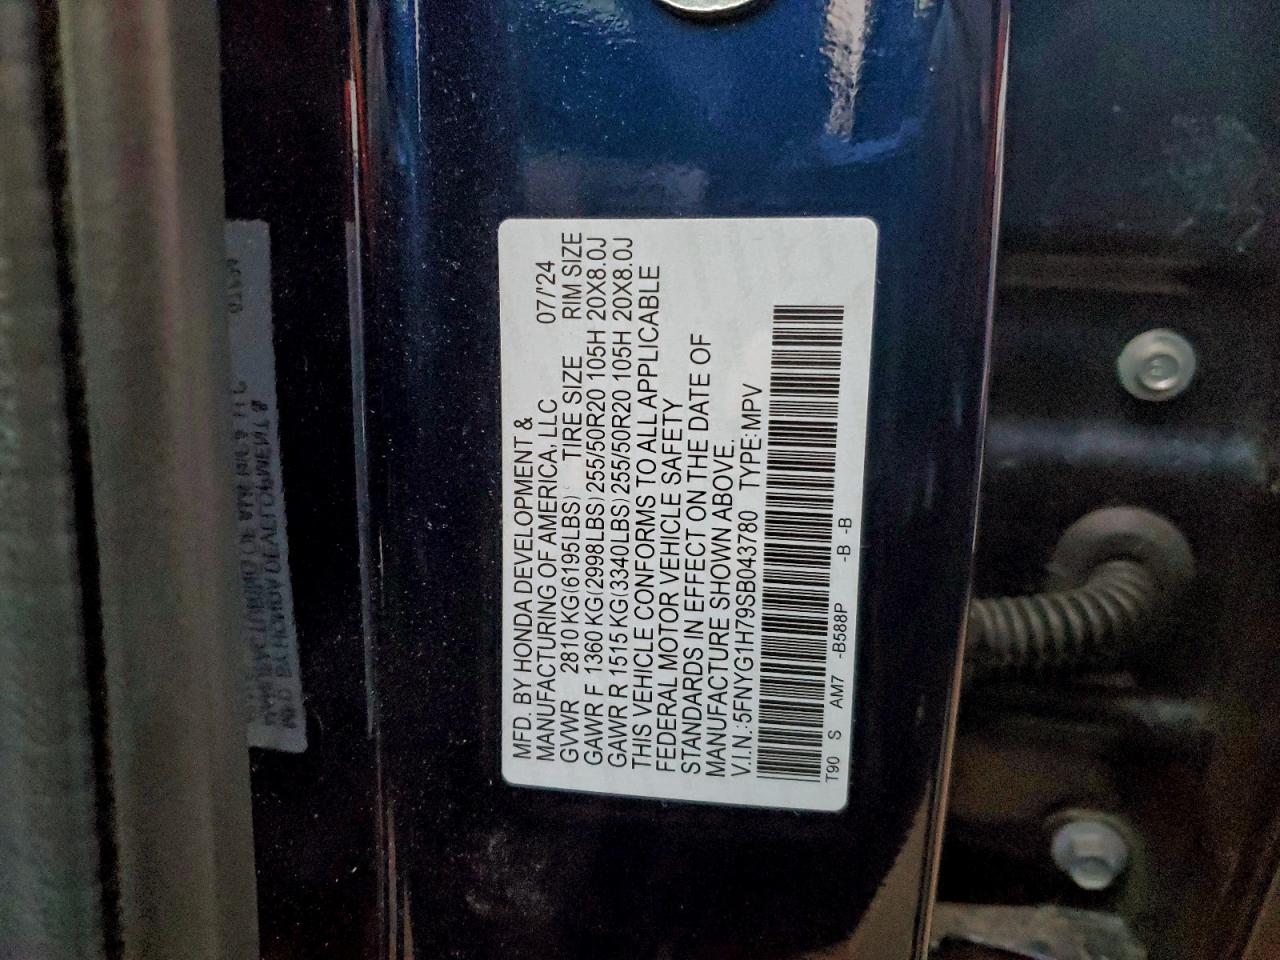 MFD. BY HONDA DEVELOPMENT &
MANUFACTURING OF AMERICA, LLC 07/'24
GVWR 2810 KG(6195LBS) TIRE SIZE RIM SIZE
GAWR F 1360 KG(2998LBS)255/50R20 105H 20X8.0J
GAWR R 1515 KG(3340LBS)255/50R20 105H 20X8.0J
THIS VEHICLE CONFORMS TO ALL APPLICABLE
FEDERAL MOTOR VEHICLE SAFETY
STANDARDS IN EFFECT ON THE DATE OF
MANUFACTURE SHOWN ABOVE.
V.I.N.:5FNYG1H79SB043780 TYPE:MPV
T90 S AM7 -B588P -B -B